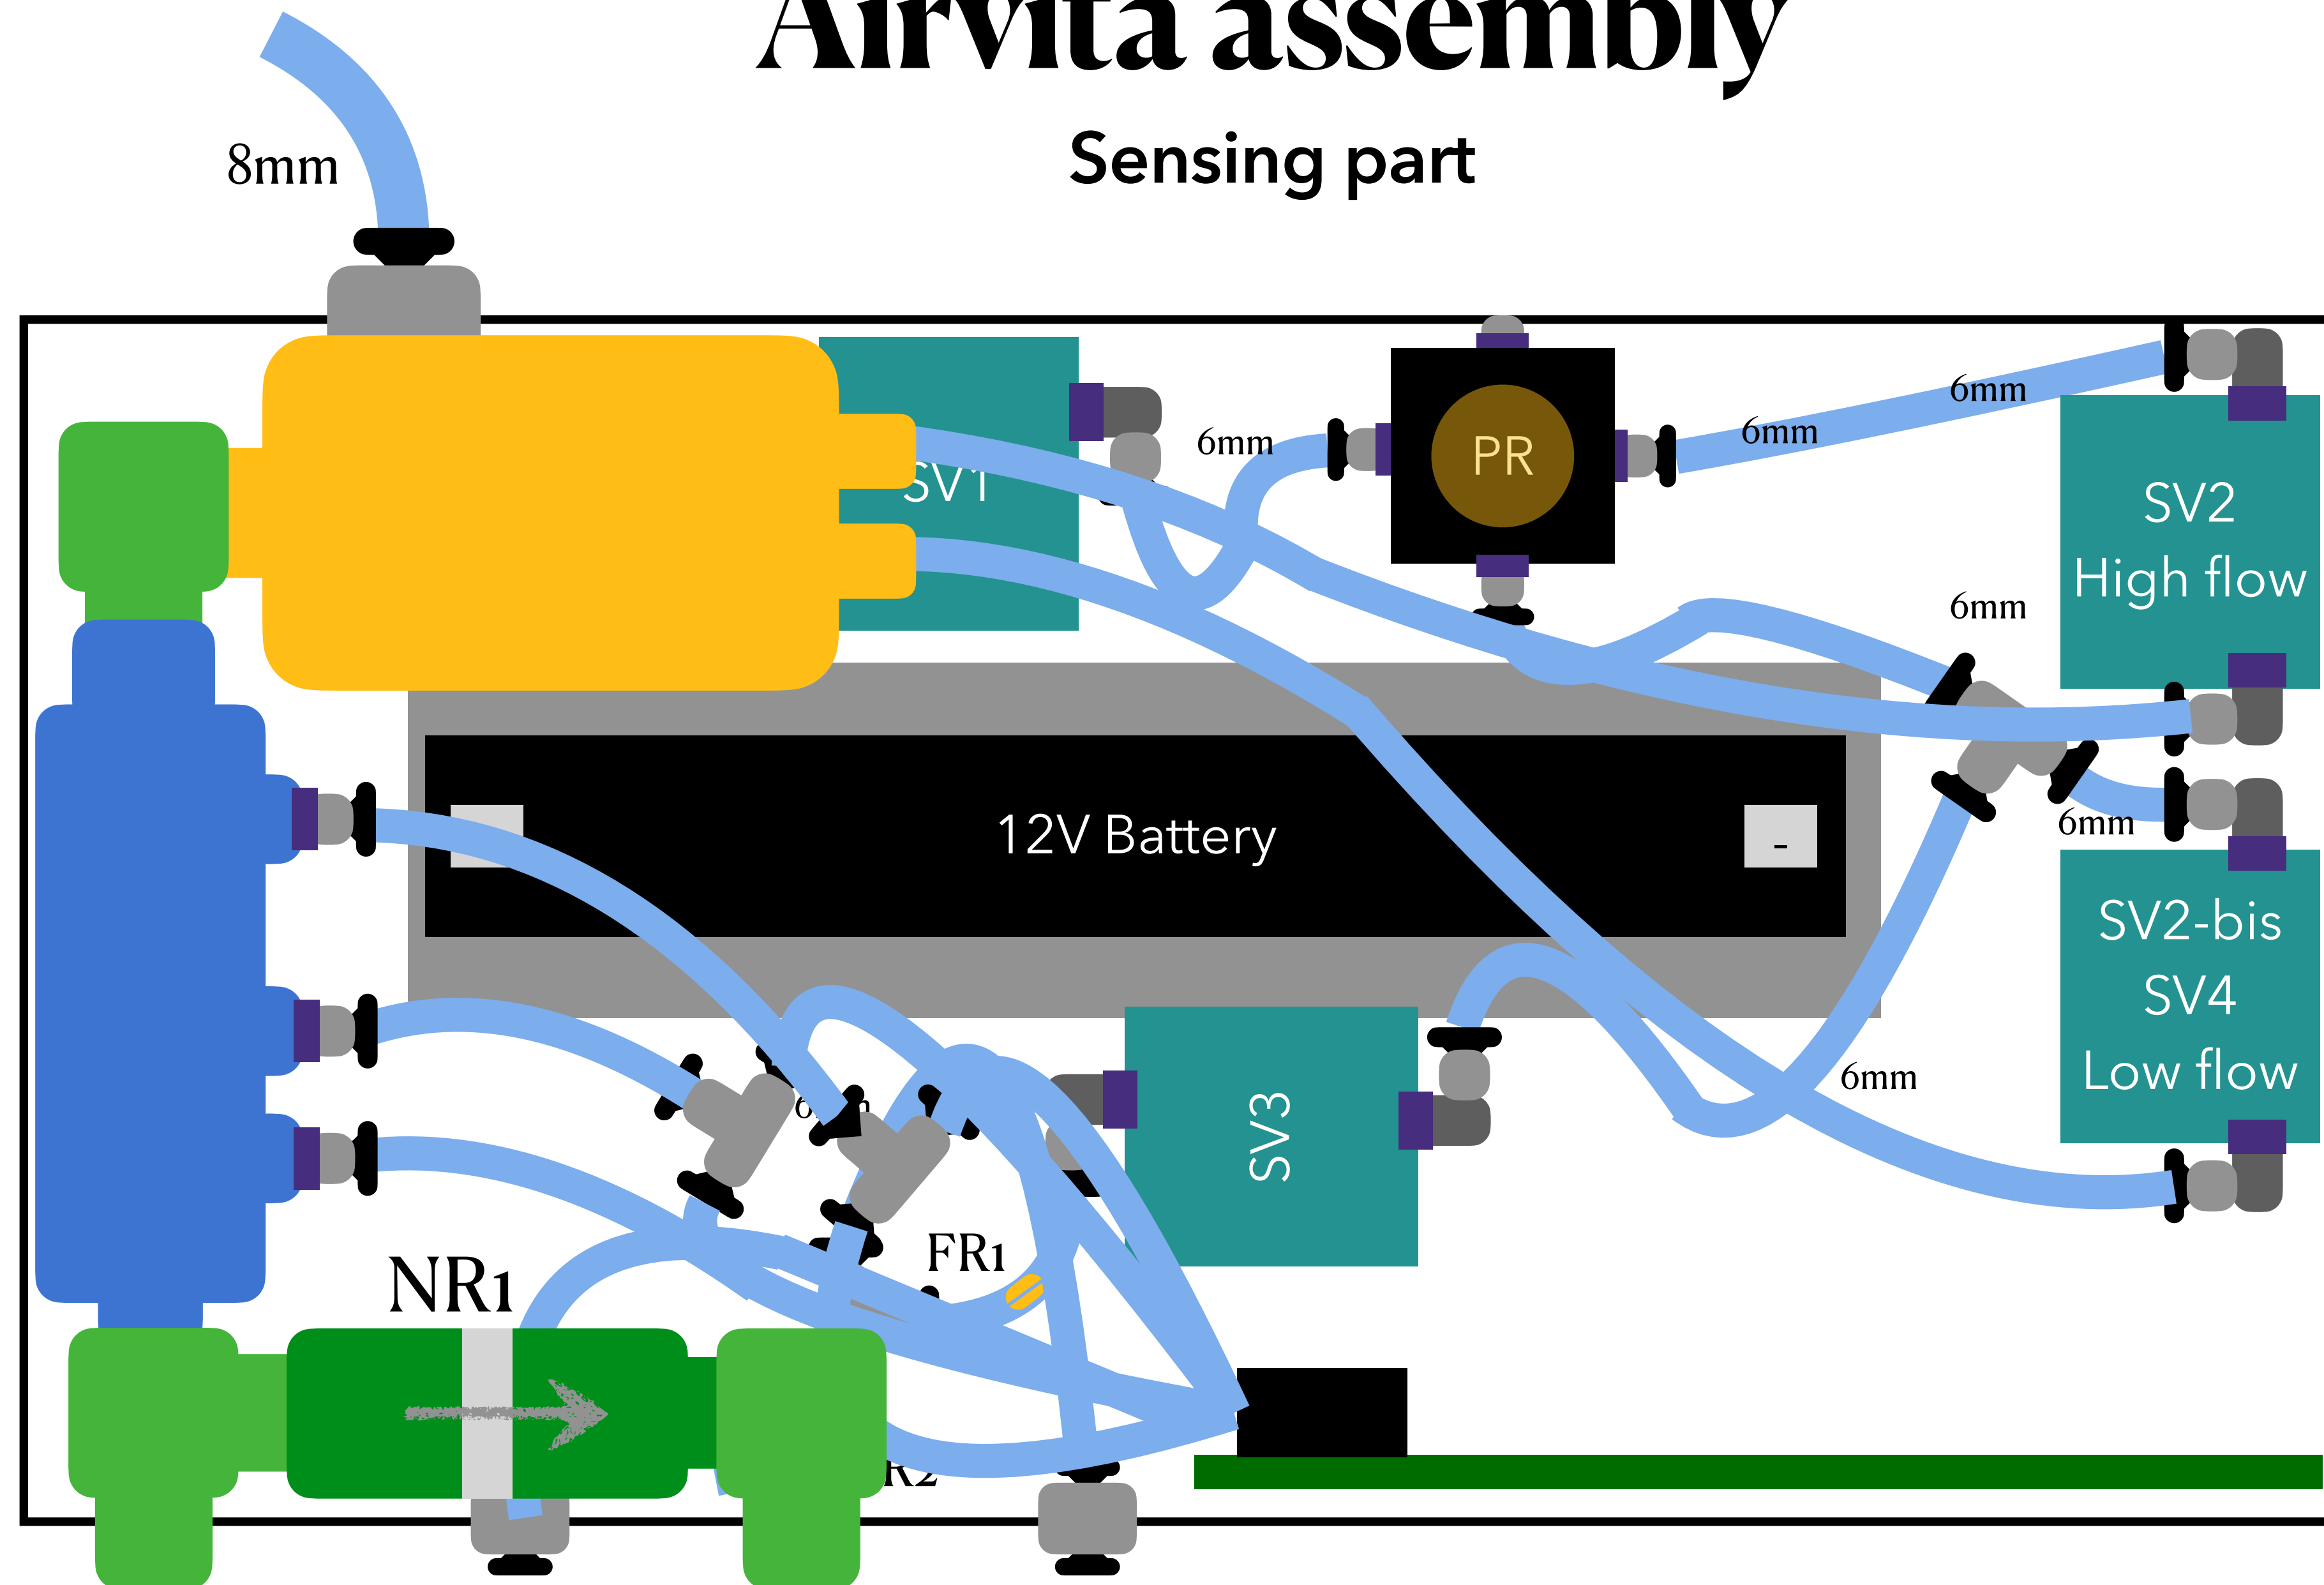 Airvita assembly
Sensing part
8mm
6mm
6mm
6mm
PR
SV1
SV2
High flow
6mm
12V Battery
-
6mm
SV2-bis
SV4
Low flow
6mm
SV3
FR1
NR1